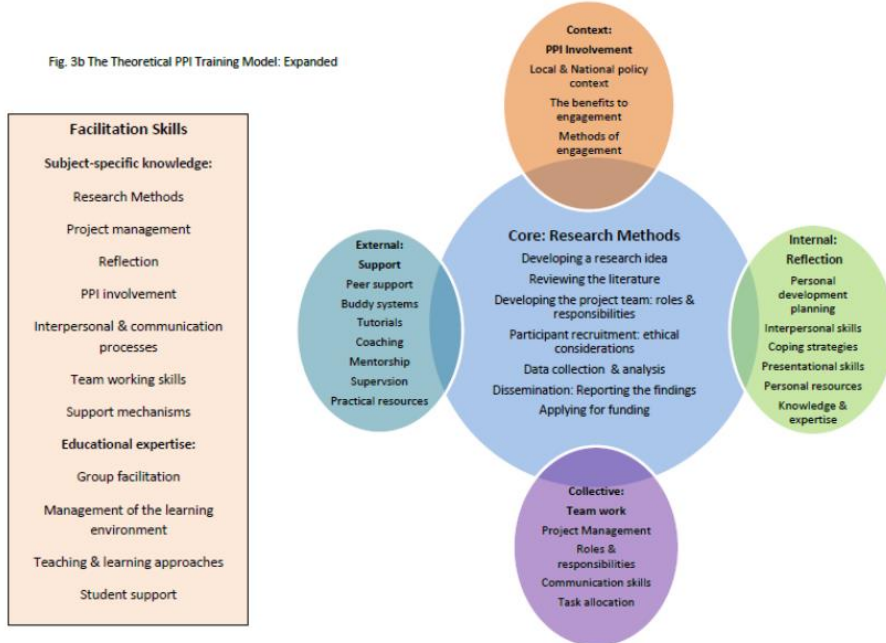 Fig. 3b The Theoretical PPI Training Model: Expanded
Facilitation Skills
Subject-specific knowledge:
Research Methods
Project management
Reflection
PPI involvement
Interpersonal & communication
processes
Team working skills
Support mechanisms
Educational expertise:
Group facilitation
Management of the learning
environment
Teaching & learning approaches
Student support
Context:
PPI Involvement
Local & National policy
context
The benefits to
engagement
Methods of
engagement
External:
Support
Peer support
Buddy systems
Tutorials
Coaching
Mentorship
Supervsion
Practical resources
Core: Research Methods
Developing a research idea
Reviewing the literature
Developing the project team: roles &
responsibilities
Participant recruitment: ethical
considerations
Data collection & analysis
Dissemination: Reporting the findings
Applying for funding
Internal:
Reflection
Personal
development
planning
Interpersonal skills
Coping strategies
Presentational skills
Personal resources
Knowledge &
expertise
Collective:
Team work
Project Management
Roles &
responsibilities
Communication skills
Task allocation